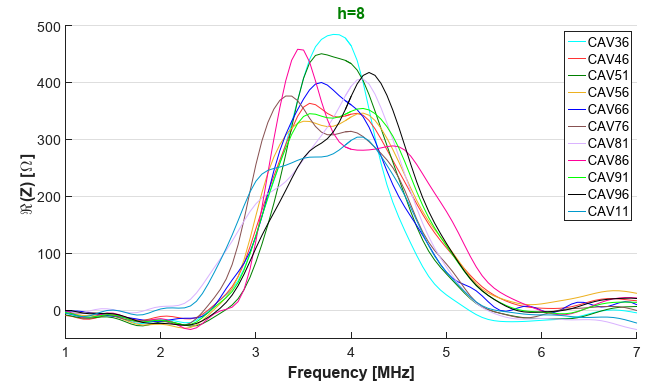 h=8
500
400
300
200
100
0
ℜ(Z) [Ω]
1 2 3 4 5 6 7
Frequency [MHz]
CAV36
CAV46
CAV51
CAV56
CAV66
CAV76
CAV81
CAV86
CAV91
CAV96
CAV11